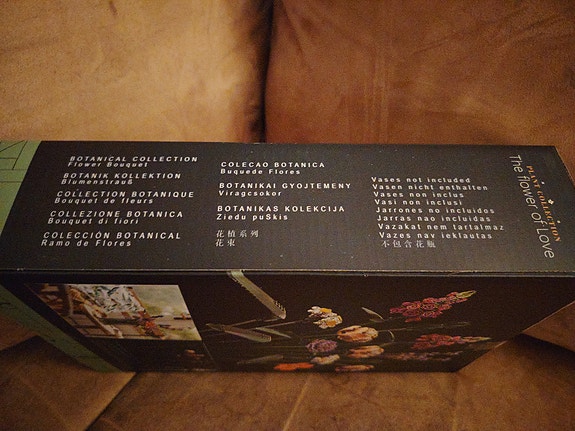 BOTANICAL COLLECTION
Flower Bouquet
BOTANIK KOLLEKTION
Blumenstrauß
COLLECTION BOTANIQUE
Bouquet de fleurs
COLLEZIONE BOTANICA
Bouquet di fiori
COLECCIÓN BOTANICAL
Ramo de Flores
COLECAO BOTANICA
Buquede Flores
BOTANIKAI GYOJTEMENY
Viragcsokor
BOTANIKAS KOLEKCIJA
Ziedu puSkis
花植系列
花束
Vases not included
Vasen nicht enthalten
Vases non inclus
Vasi non inclusi
Jarrones no incluidos
Jarras nao incluidas
Vazakat nem tartalmaz
Vazes nav ieklautas
不包含花瓶
PLANT COLLECTION
The flower of Love